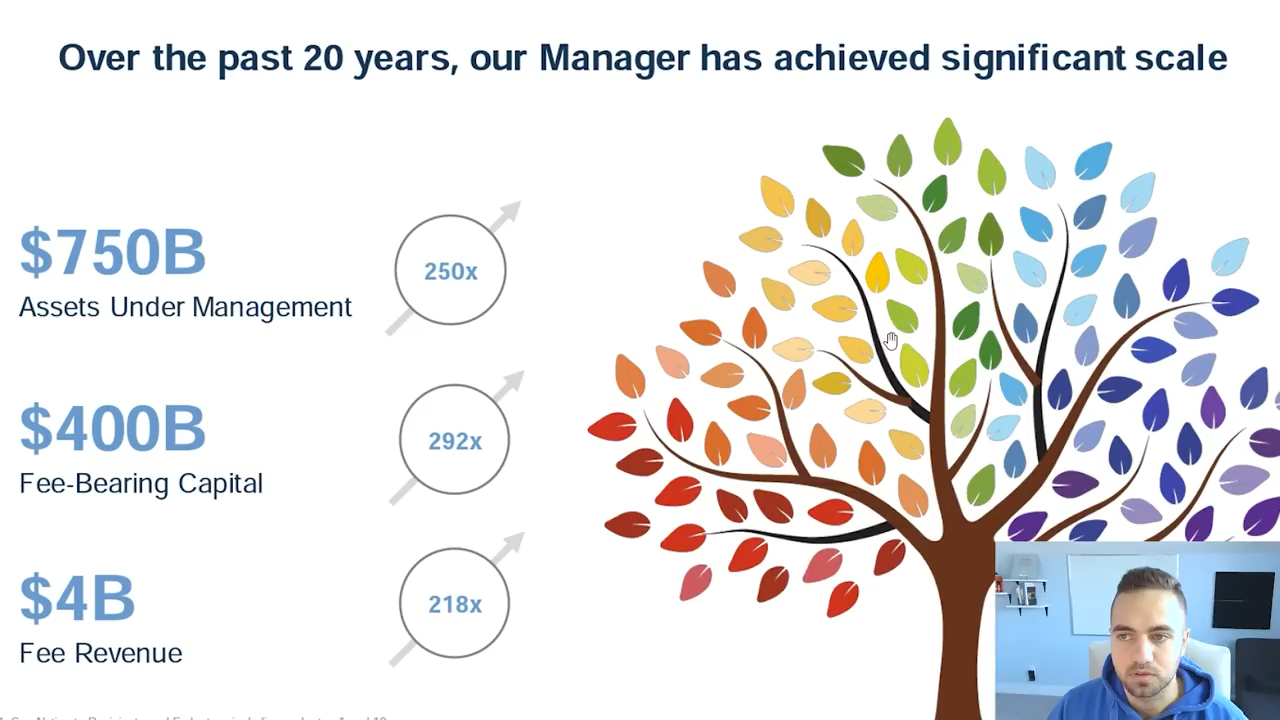 Over the past 20 years, our Manager has achieved significant scale
$750B
Assets Under Management
250x
$400B
Fee-Bearing Capital
292x
$4B
Fee Revenue
218x